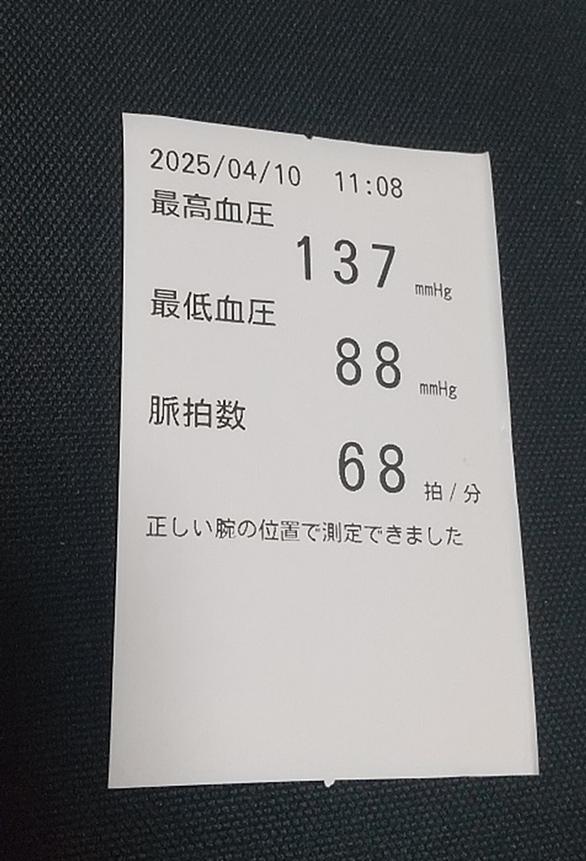 2025/04/10 11:08
最高血圧
137 mmHg
最低血圧
88 mmHg
脈拍数
68 拍/分
正しい腕の位置で測定できました